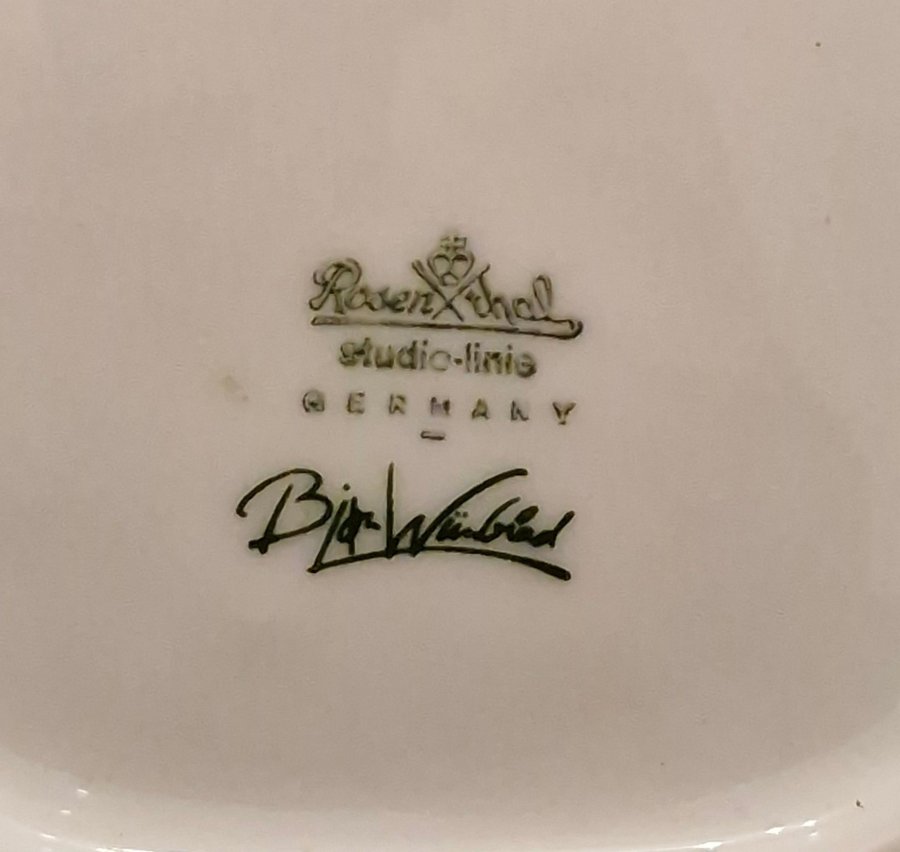 Rosenthal
studio-linie
GERMANY
Bjørn Wiinblad